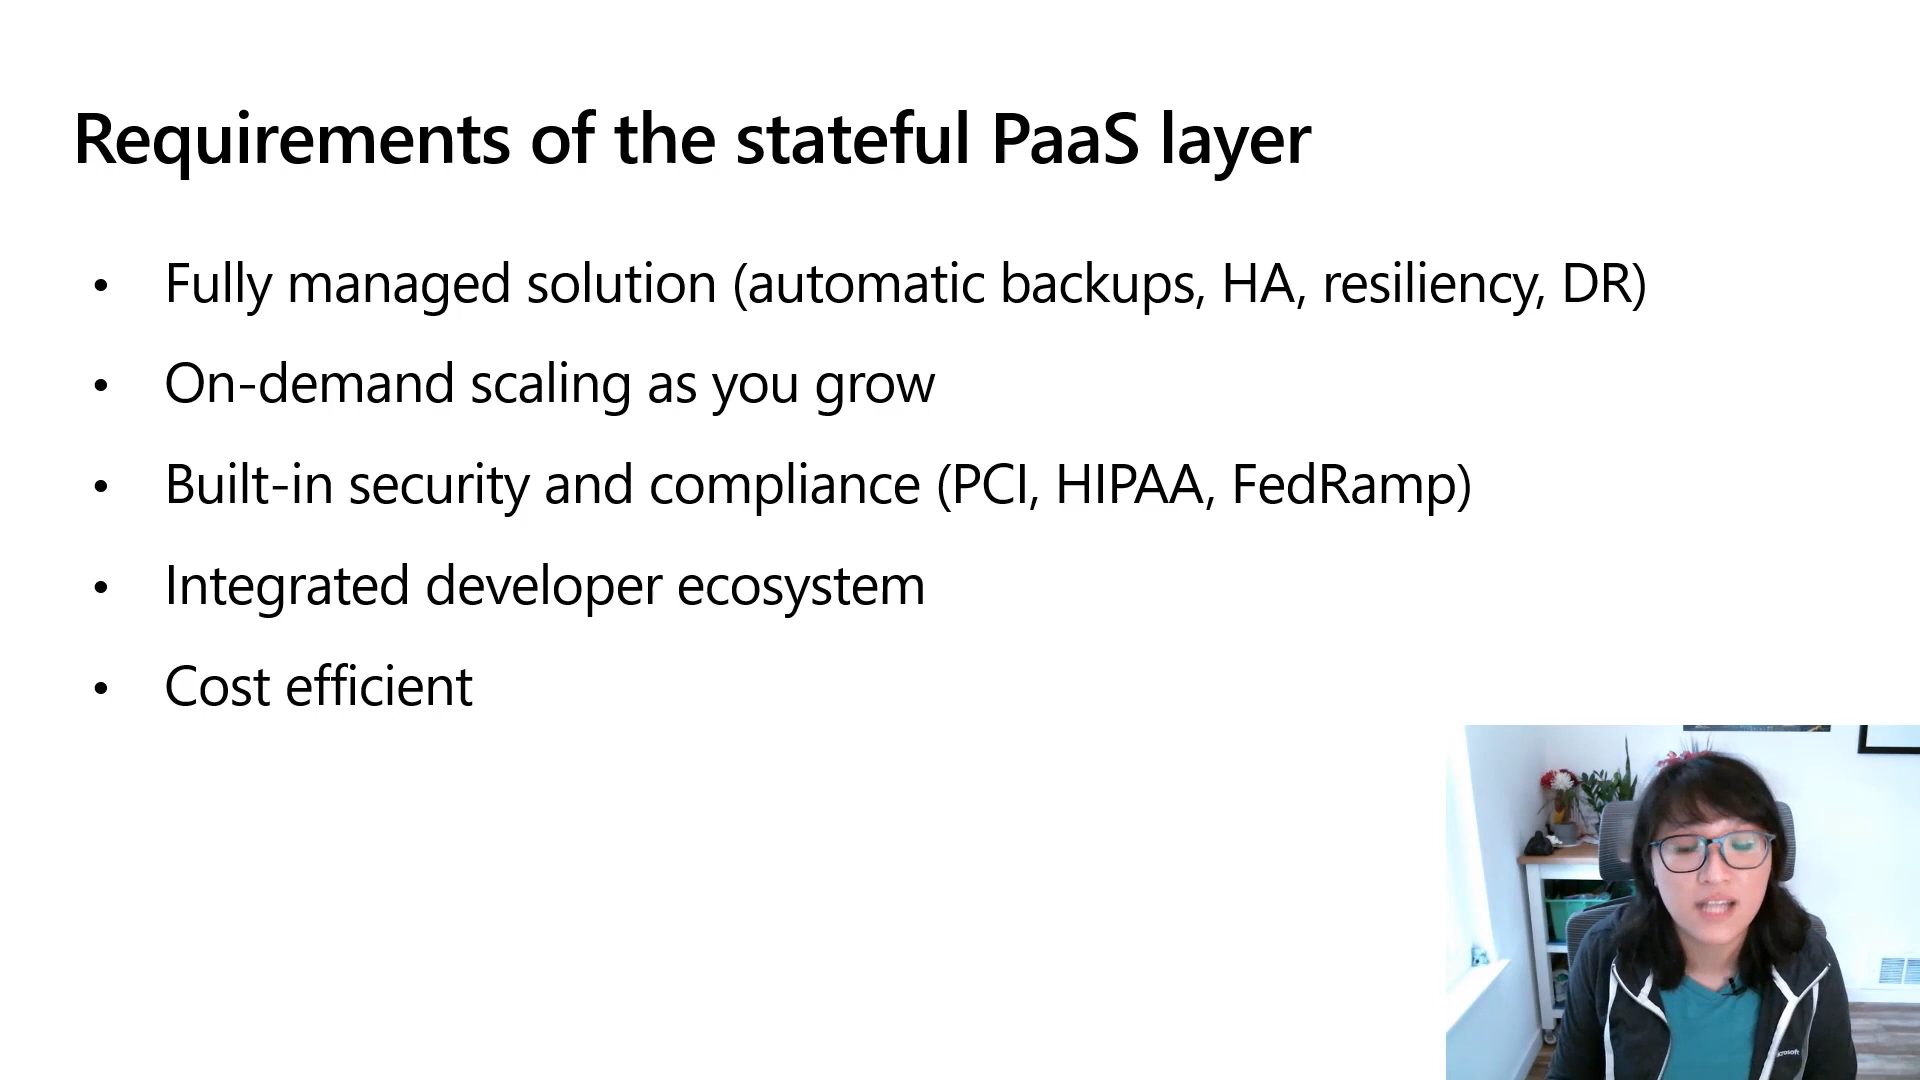 Requirements of the stateful PaaS layer
• Fully managed solution (automatic backups, HA, resiliency, DR)
• On-demand scaling as you grow
• Built-in security and compliance (PCI, HIPAA, FedRamp)
• Integrated developer ecosystem
• Cost efficient